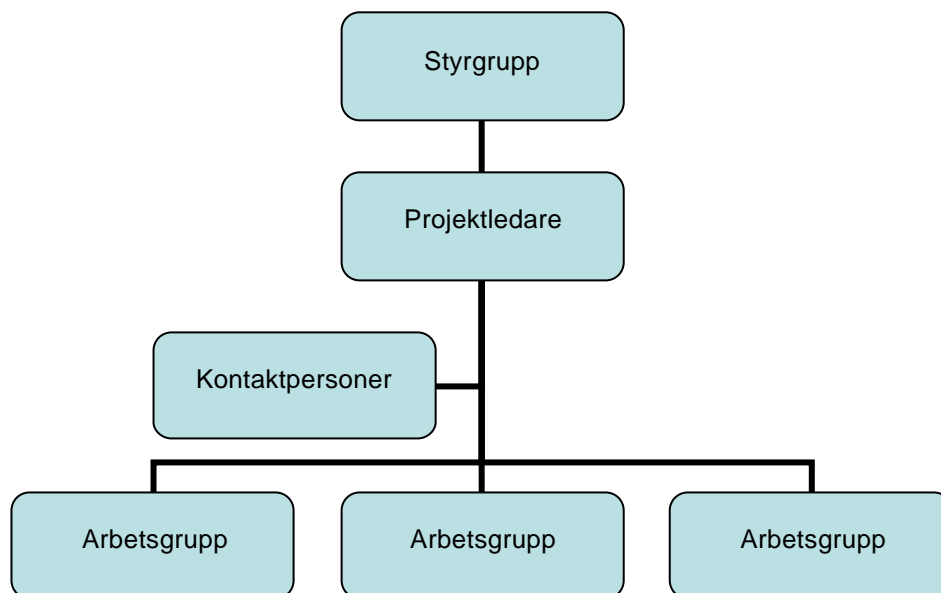 Styrgrupp
Projektledare
Kontaktpersoner
Arbetsgrupp
Arbetsgrupp
Arbetsgrupp